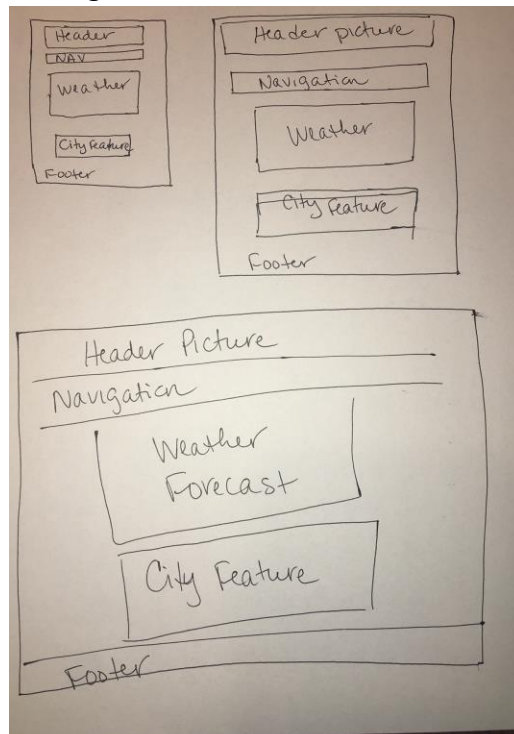 Header
NAV
Weather
City Feature
Footer
Header picture
Navigation
Weather
City Feature
Footer
Header Picture
Navigation
Weather
Forecast
City Feature
Footer